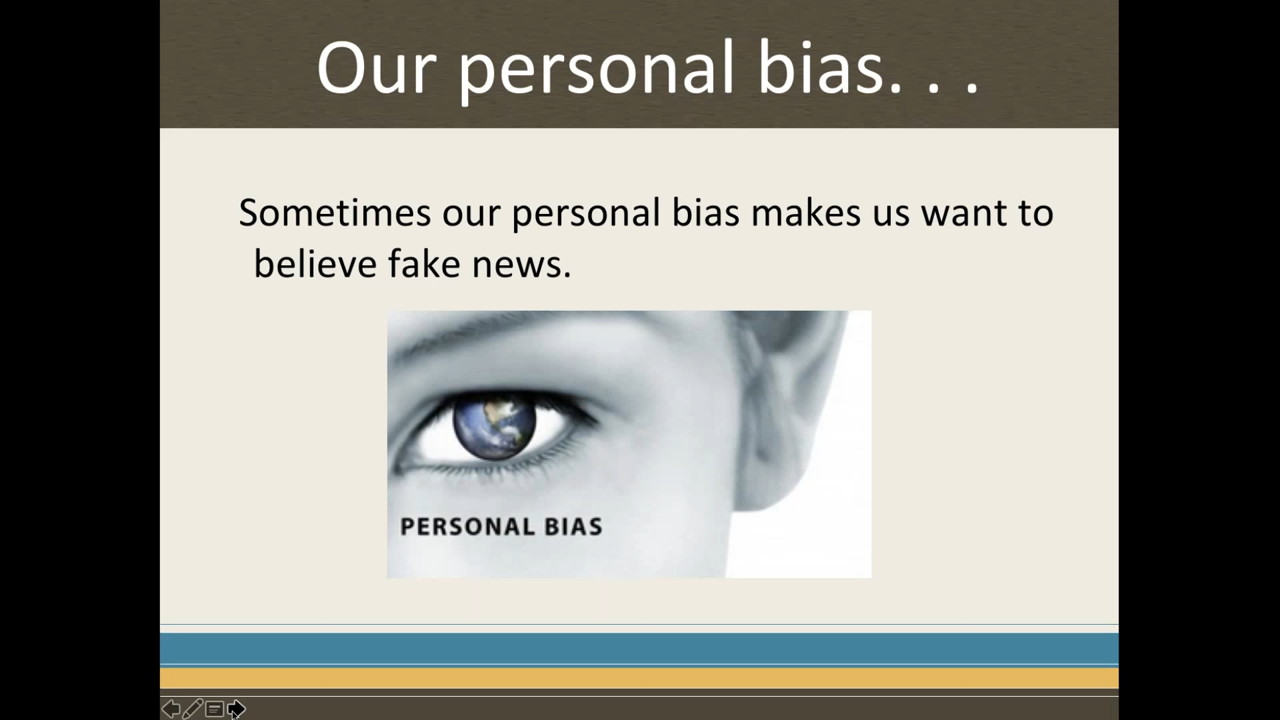 Our personal bias. . .
Sometimes our personal bias makes us want to
believe fake news.
PERSONAL BIAS